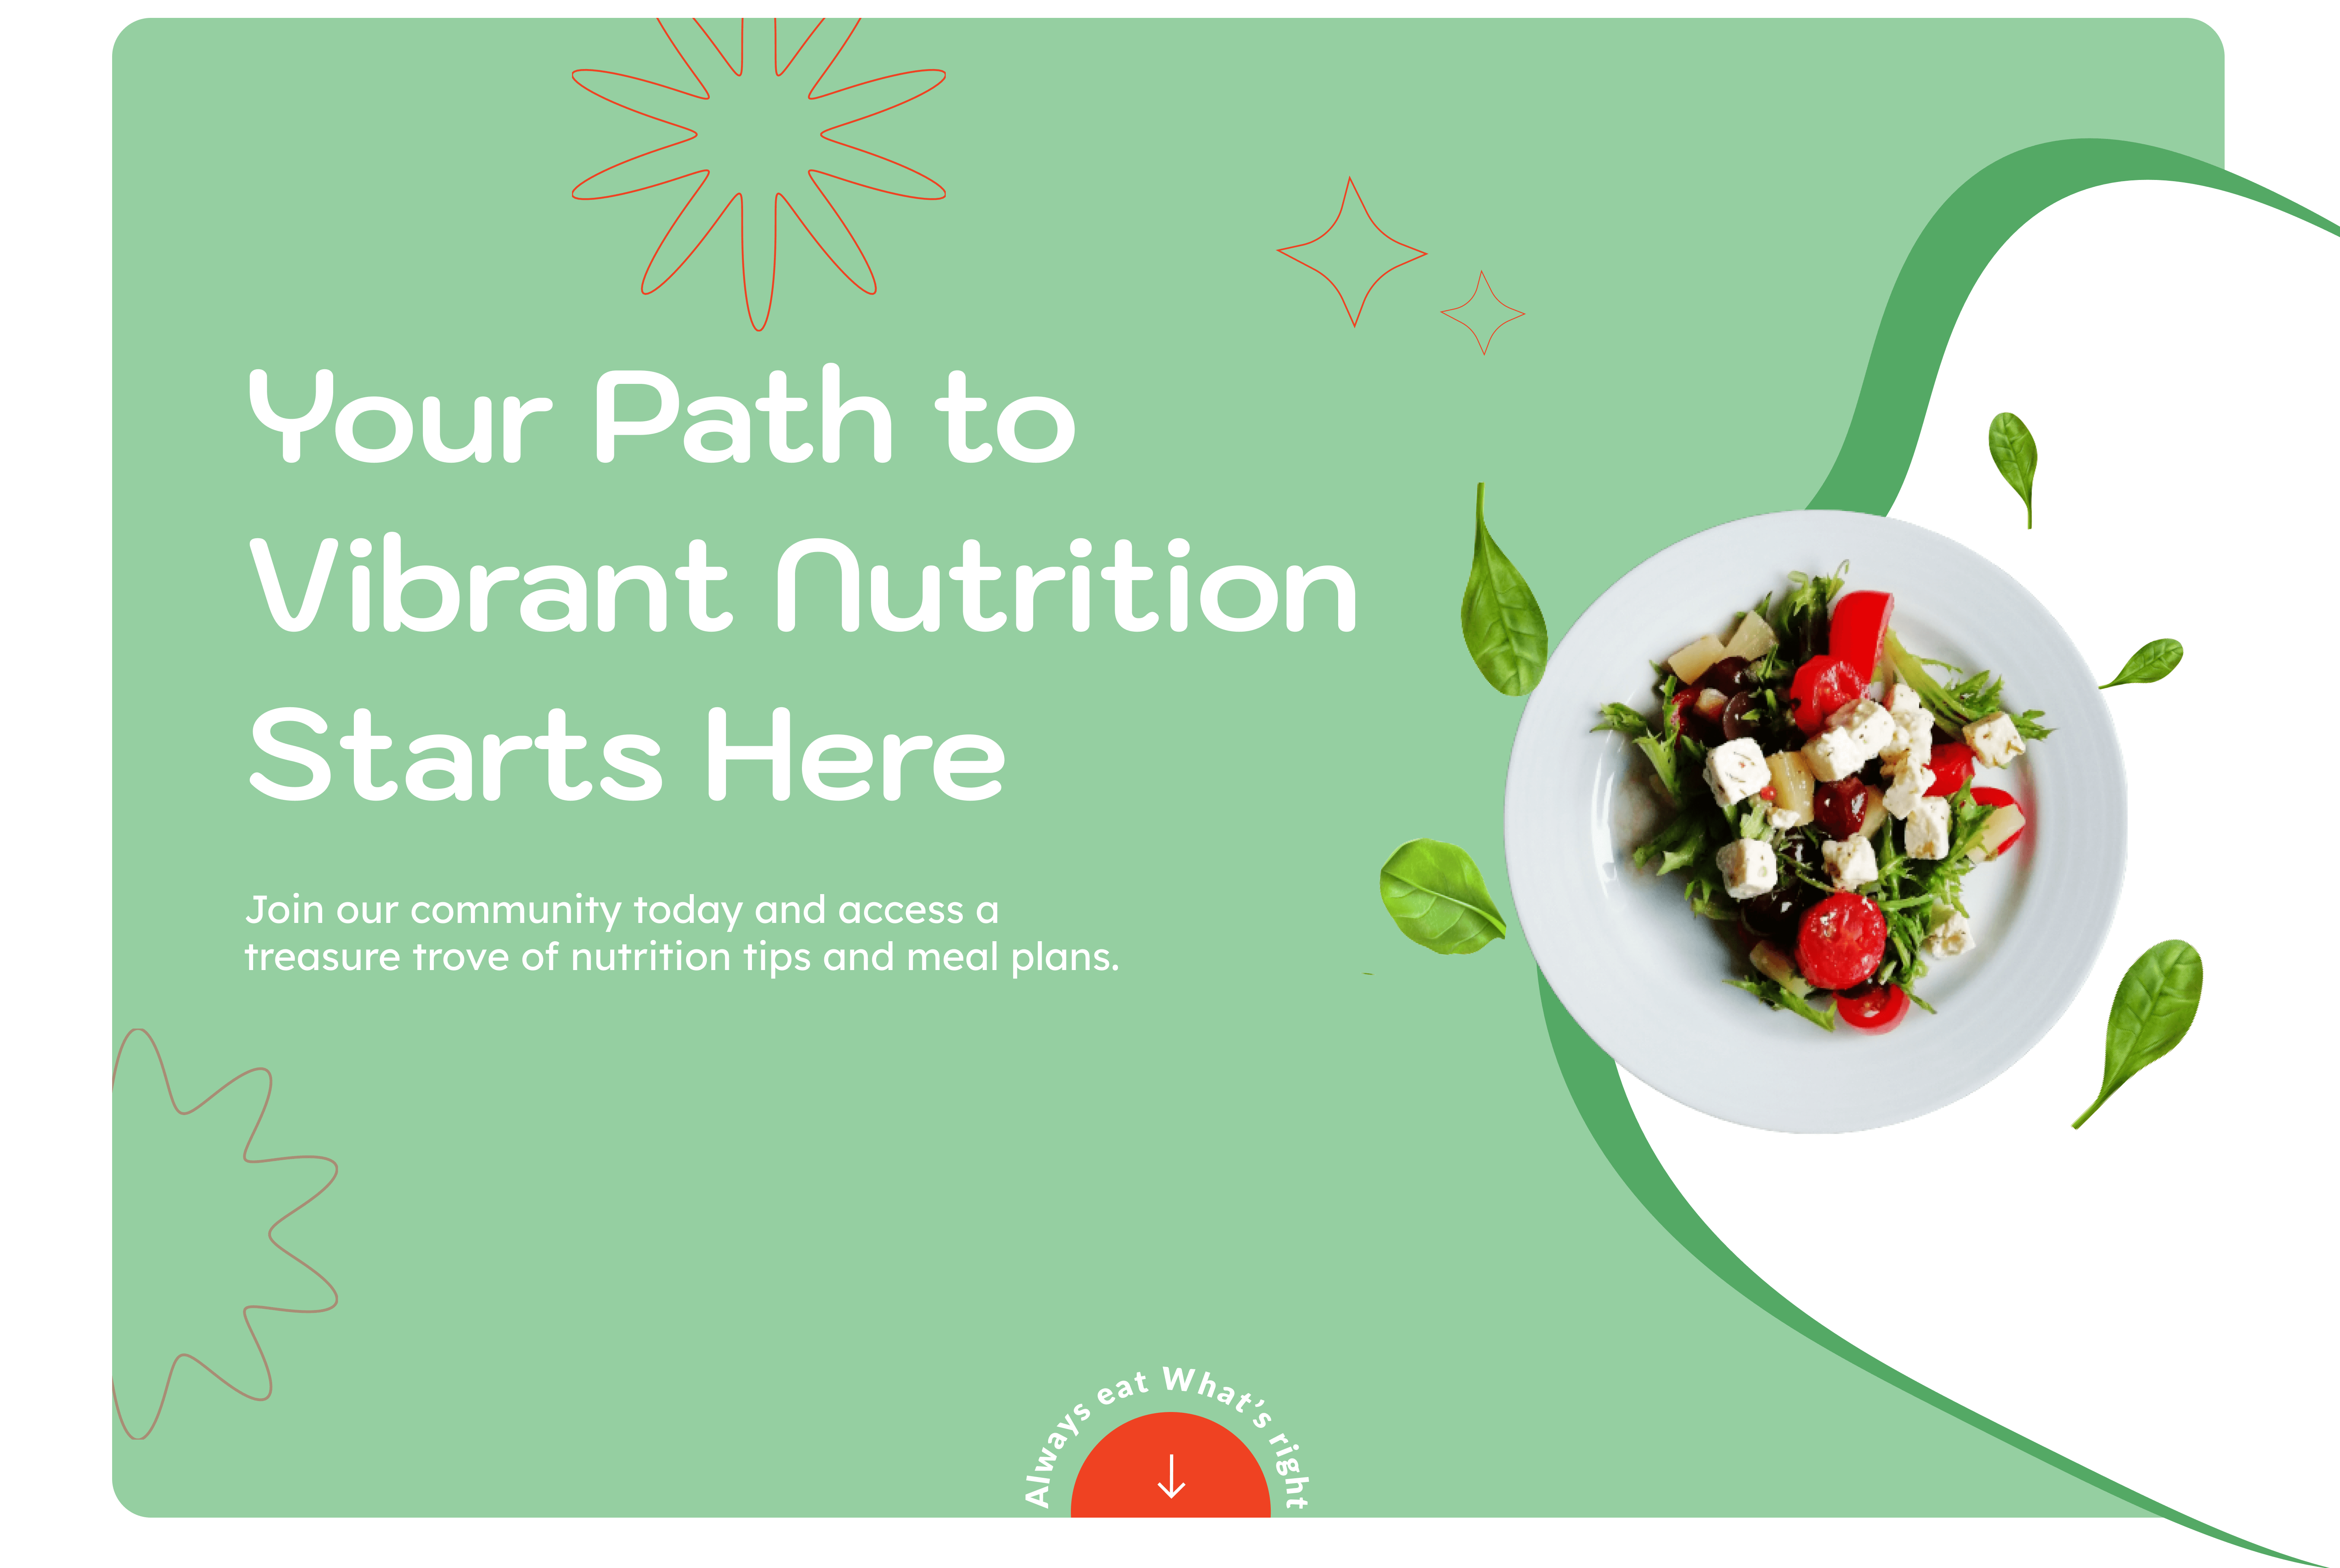 Your Path to
Vibrant Nutrition
Starts Here
Join our community today and access a
treasure trove of nutrition tips and meal plans.
Always eat What's right